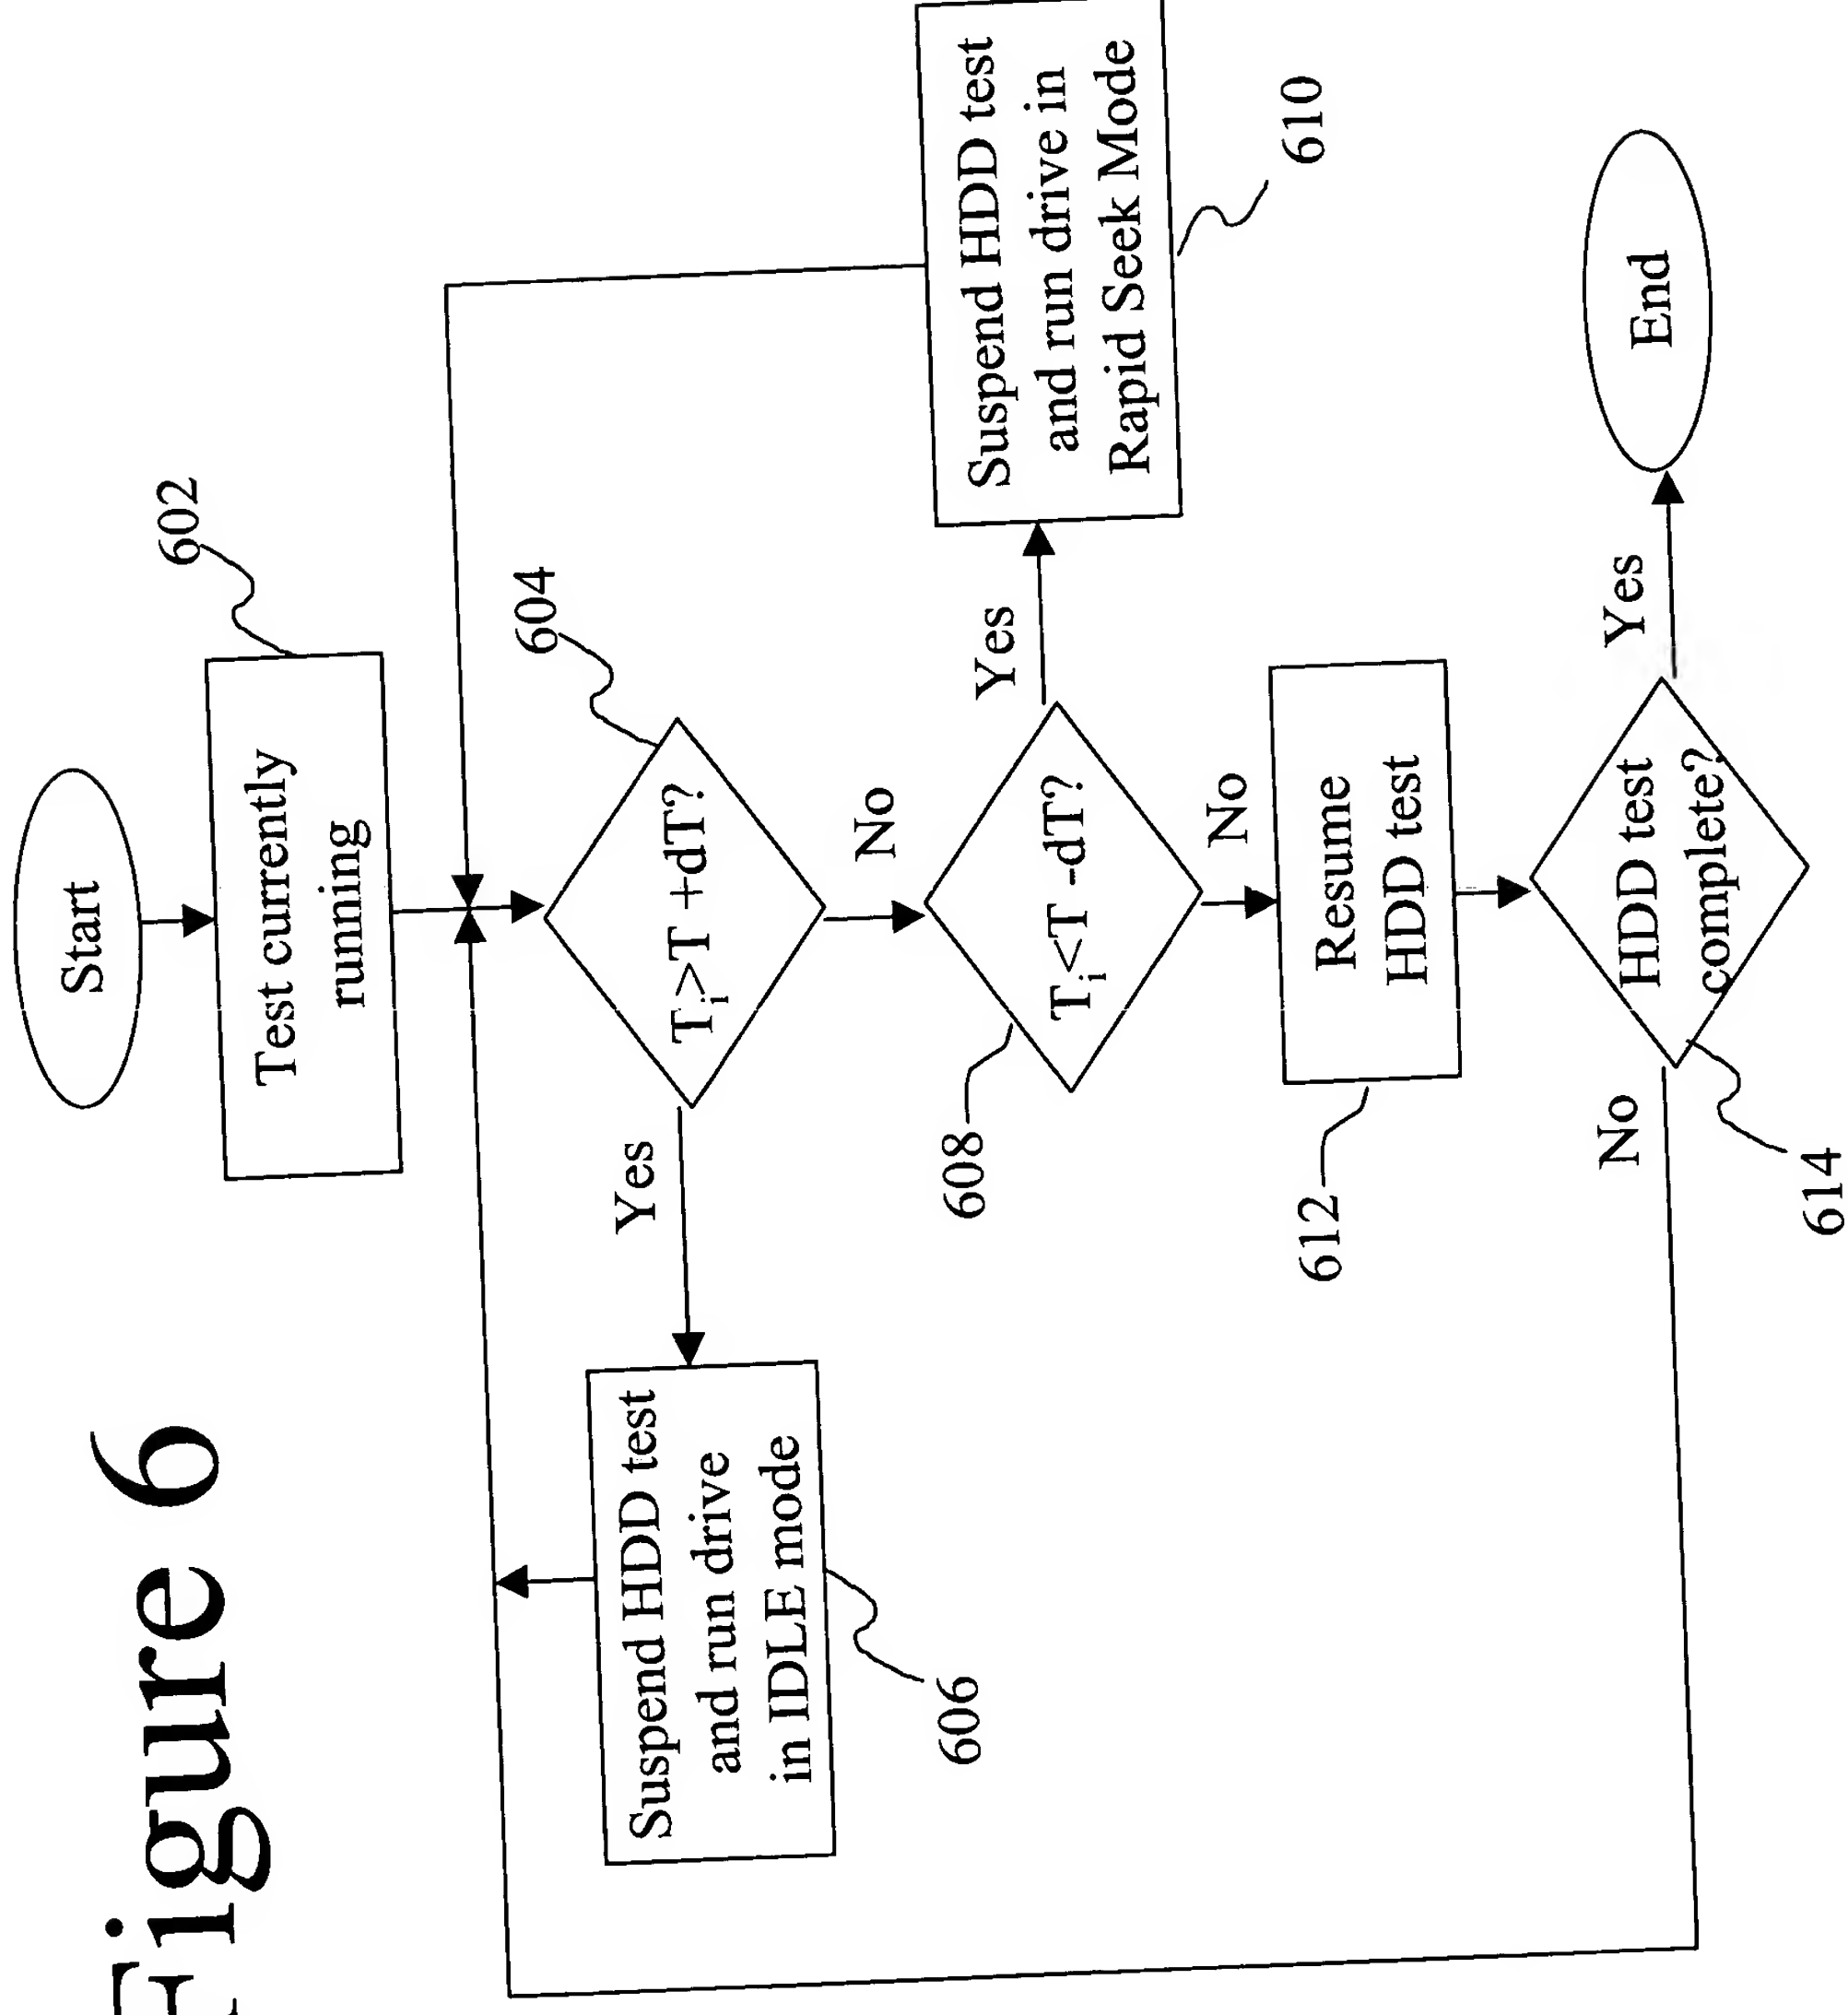 Figure 6
Start
602
Test currently
running
604
Ti>T +dT?
Yes
No
Suspend HDD test
and run drive
in IDLE mode
606
608
Ti<T -dT?
Yes
No
Suspend HDD test
and run drive in
Rapid Seek Mode
610
612
Resume
HDD test
HDD test
complete?
No
614
Yes
End